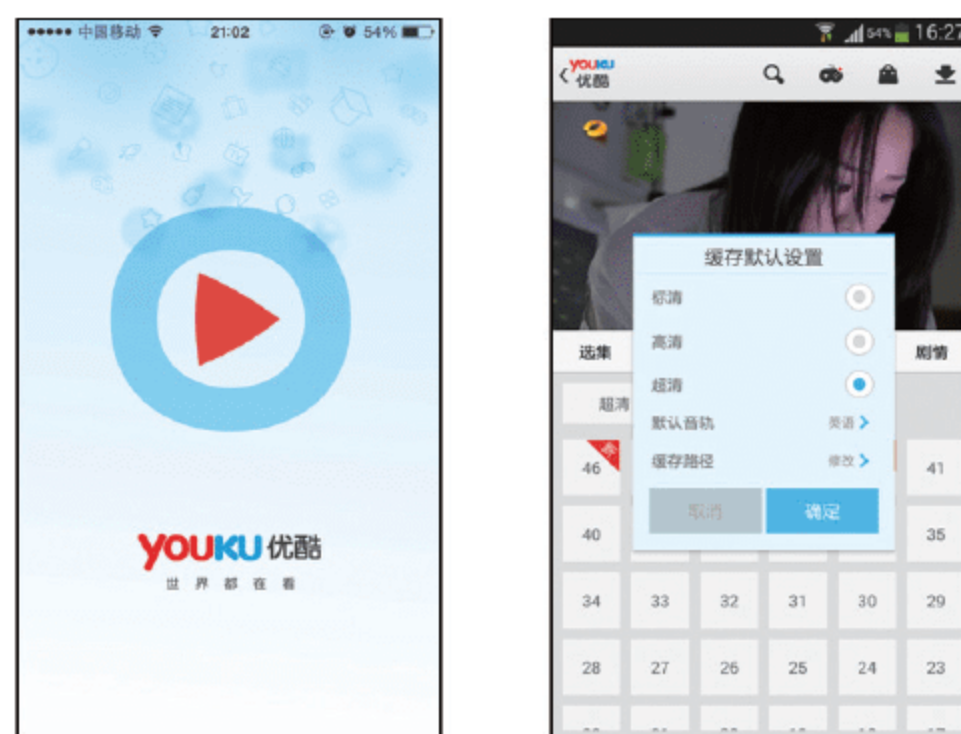 中国移动 21:02 54%
YOUKU 优酷
世界都在看
54% 16:27
YOUKU
优酷
缓存默认设置
标清
高清
超清
默认音轨 英语
缓存路径 修改
取消 确定
选集 剧情
超清
46 新 41
40 35
34 33 32 31 30 29
28 27 26 25 24 23